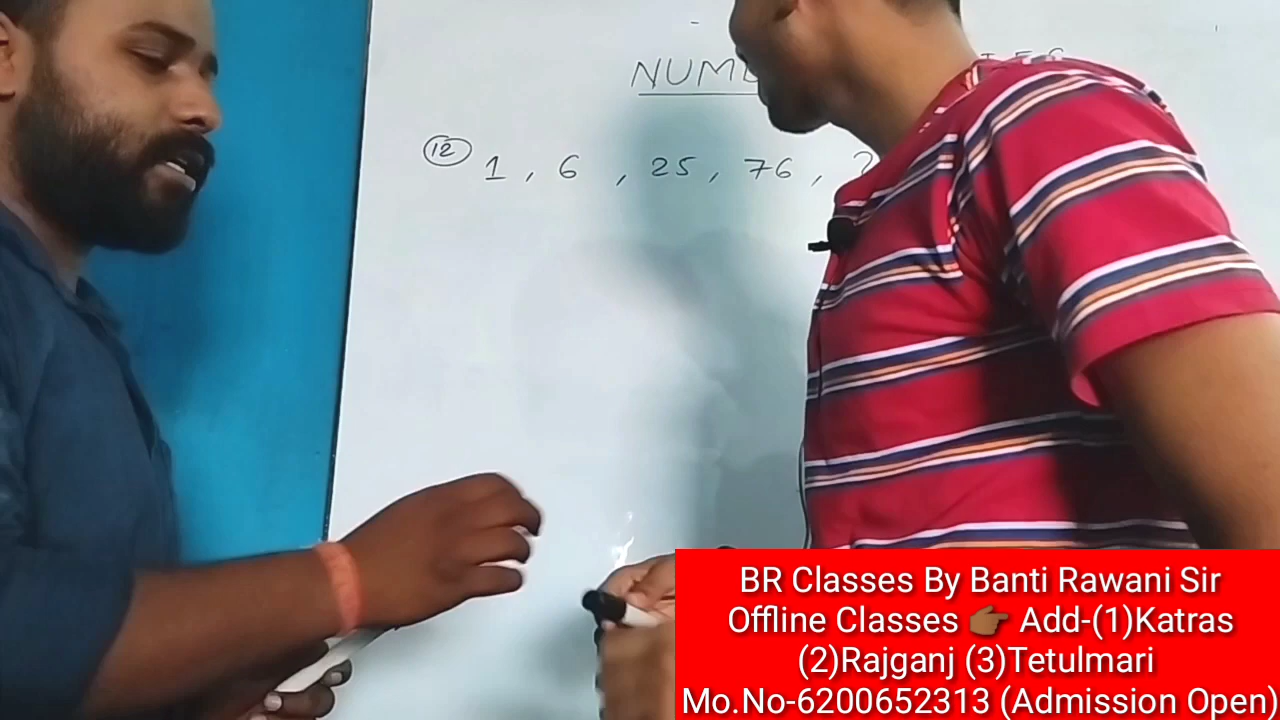 NUMB
⑫ 1 , 6 , 25 , 76 , ?
BR Classes By Banti Rawani Sir
Offline Classes 👉🏾 Add-(1)Katras
(2)Rajganj (3)Tetulmari
Mo.No-6200652313 (Admission Open)